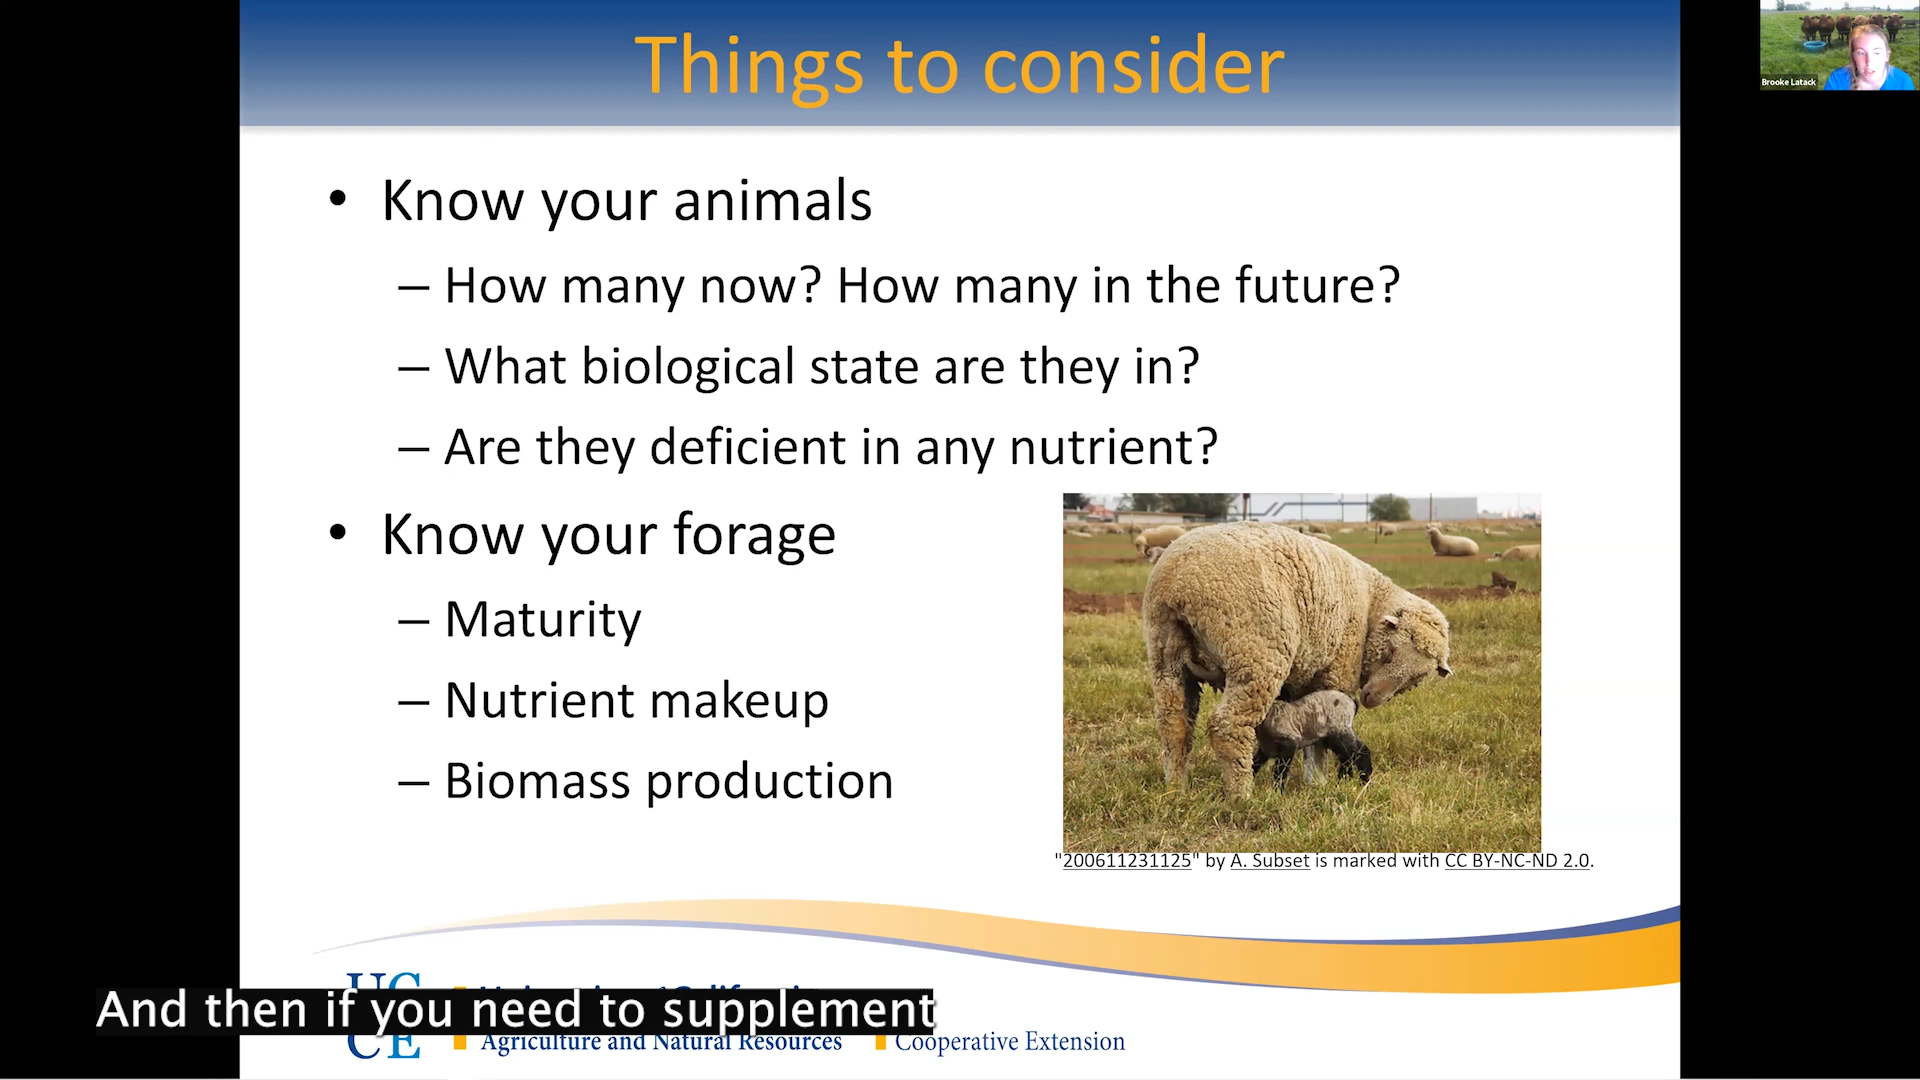 Things to consider
Brooke Latack
• Know your animals
– How many now? How many in the future?
– What biological state are they in?
– Are they deficient in any nutrient?
• Know your forage
– Maturity
– Nutrient makeup
– Biomass production
"200611231125" by A. Subset is marked with CC BY-NC-ND 2.0.
UC
CE
And then if you need to supplement
Agriculture and Natural Resources
Cooperative Extension